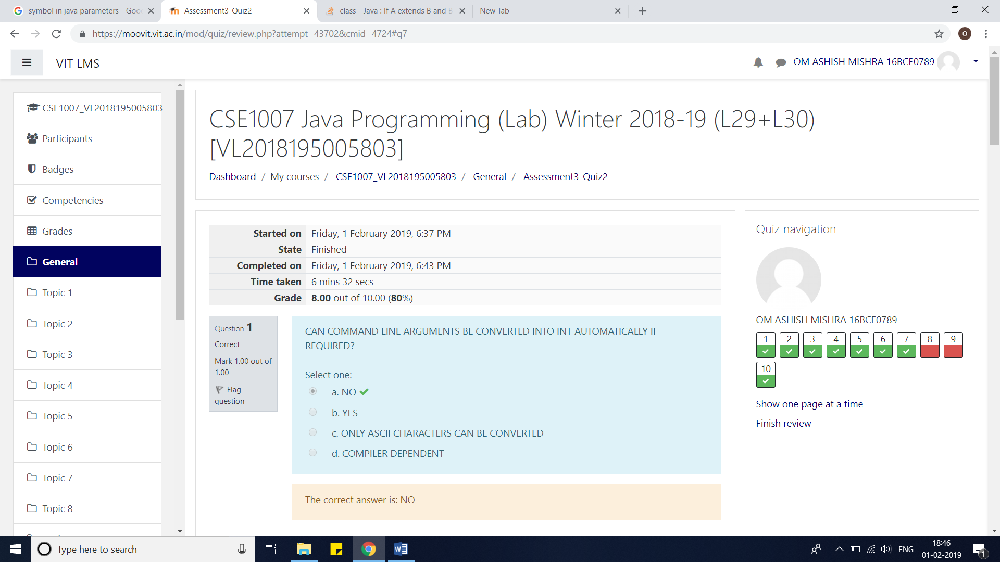 symbol in java parameters - Goo
Assessment3-Quiz2
class - Java : If A extends B and B
New Tab
https://moovit.vit.ac.in/mod/quiz/review.php?attempt=43702&cmid=4724#q7
O
VIT LMS
OM ASHISH MISHRA 16BCE0789
CSE1007_VL2018195005803
Participants
Badges
Competencies
Grades
General
Topic 1
Topic 2
Topic 3
Topic 4
Topic 5
Topic 6
Topic 7
Topic 8
CSE1007 Java Programming (Lab) Winter 2018-19 (L29+L30)
[VL2018195005803]
Dashboard / My courses / CSE1007_VL2018195005803 / General / Assessment3-Quiz2
Started on Friday, 1 February 2019, 6:37 PM
State Finished
Completed on Friday, 1 February 2019, 6:43 PM
Time taken 6 mins 32 secs
Grade 8.00 out of 10.00 (80%)
Question 1
Correct
Mark 1.00 out of
1.00
Flag
question
CAN COMMAND LINE ARGUMENTS BE CONVERTED INTO INT AUTOMATICALLY IF
REQUIRED?
Select one:
a. NO
b. YES
c. ONLY ASCII CHARACTERS CAN BE CONVERTED
d. COMPILER DEPENDENT
The correct answer is: NO
Quiz navigation
OM ASHISH MISHRA 16BCE0789
1 2 3 4 5 6 7 8 9
10
Show one page at a time
Finish review
Type here to search
ENG
18:46
01-02-2019
1